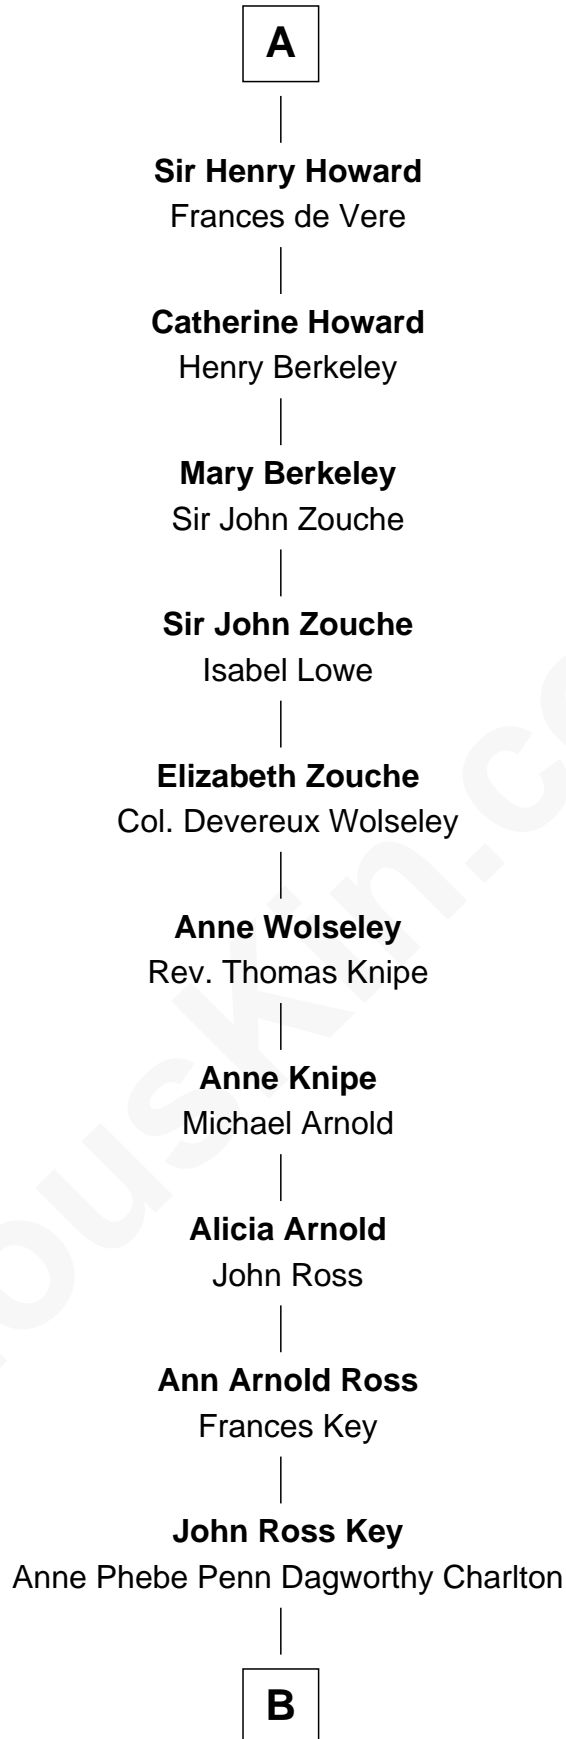 A
Sir Henry Howard
Frances de Vere
Catherine Howard
Henry Berkeley
Mary Berkeley
Sir John Zouche
Sir John Zouche
Isabel Lowe
Elizabeth Zouche
Col. Devereux Wolseley
Anne Wolseley
Rev. Thomas Knipe
Anne Knipe
Michael Arnold
Alicia Arnold
John Ross
Ann Arnold Ross
Frances Key
John Ross Key
Anne Phebe Penn Dagworthy Charlton
B